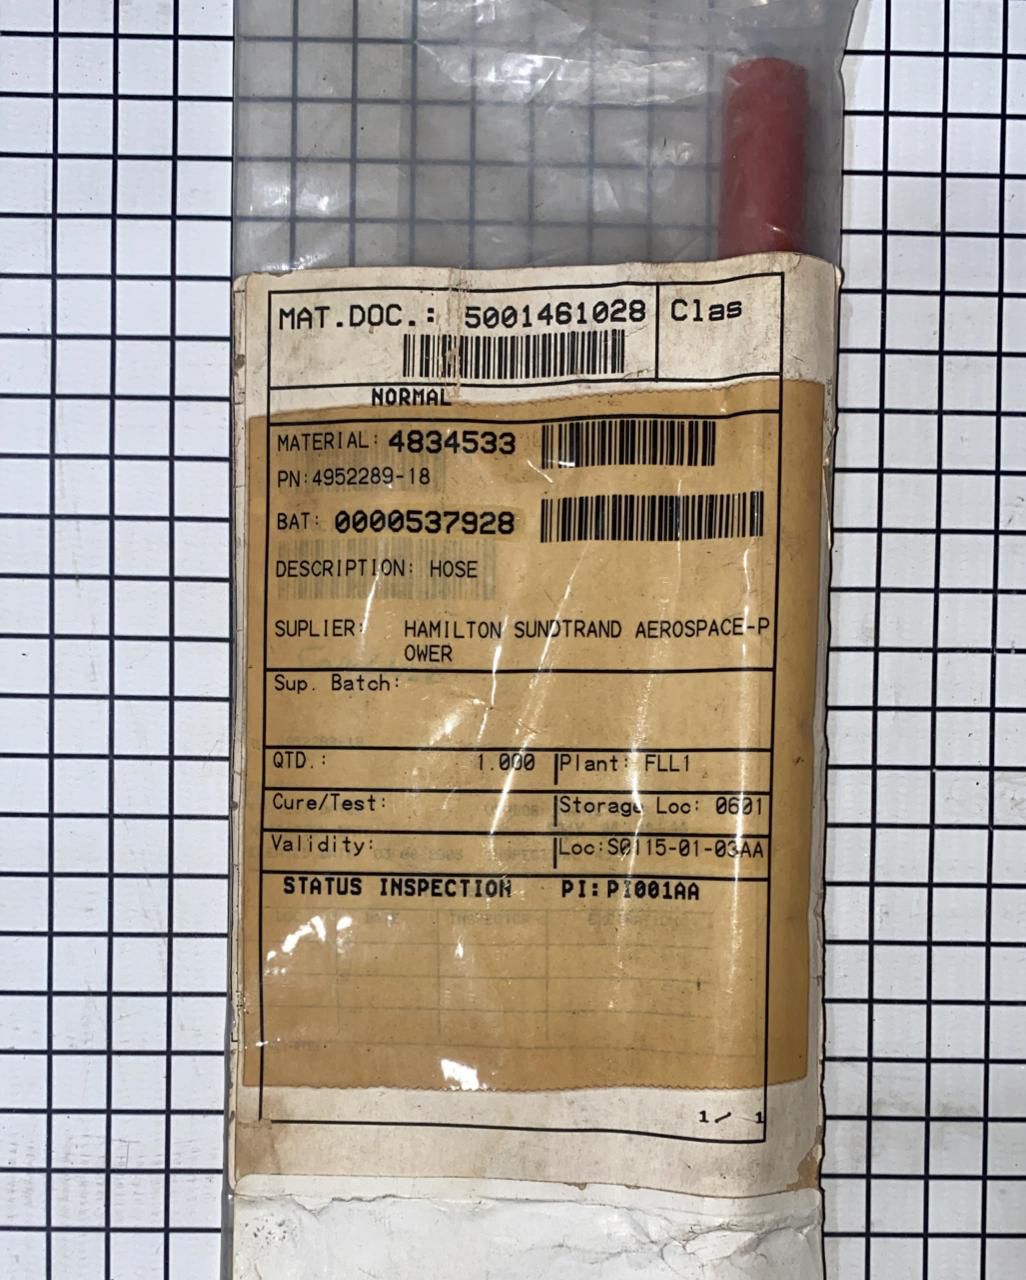 MAT.DOC.: 5001461028 Clas
NORMAL
MATERIAL: 4834533
PN:4952289-18
BAT: 0000537928
DESCRIPTION: HOSE
SUPLIER: HAMILTON SUNDTRAND AEROSPACE-P
OWER
Sup. Batch:
QTD.: 1.000 Plant: FLL1
Cure/Test: Storage Loc: 0601
Validity: Loc:S0115-01-03AA
STATUS INSPECTION PI:PI001AA
1/ 1